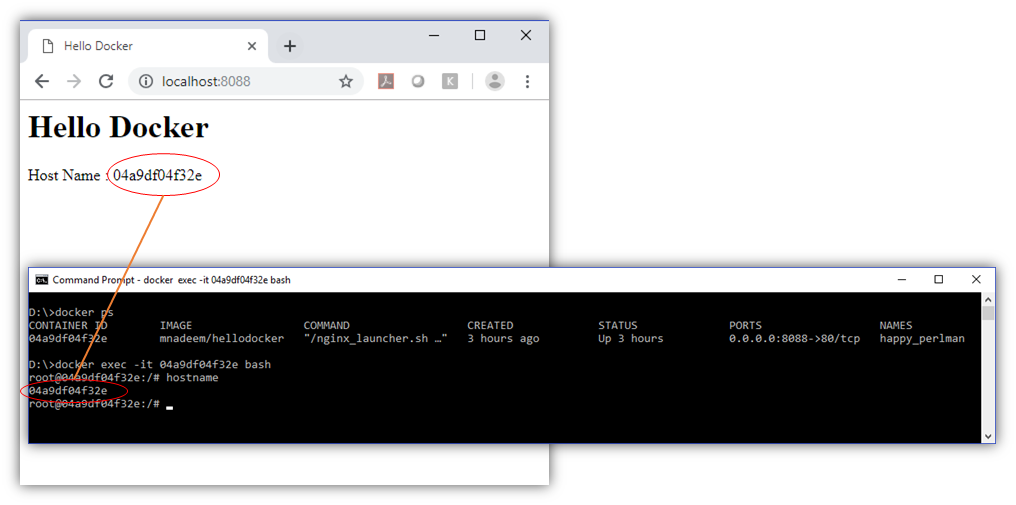 Hello Docker
localhost:8088
K
Hello Docker
Host Name : 04a9df04f32e
C:\.
Command Prompt - docker exec -it 04a9df04f32e bash
D:\>docker ps
CONTAINER ID IMAGE COMMAND CREATED STATUS PORTS NAMES
04a9df04f32e mnadeem/hellodocker "/nginx_launcher.sh …" 3 hours ago Up 3 hours 0.0.0.0:8088->80/tcp happy_perlman
D:\>docker exec -it 04a9df04f32e bash
root@04a9df04f32e:/# hostname
04a9df04f32e
root@04a9df04f32e:/#